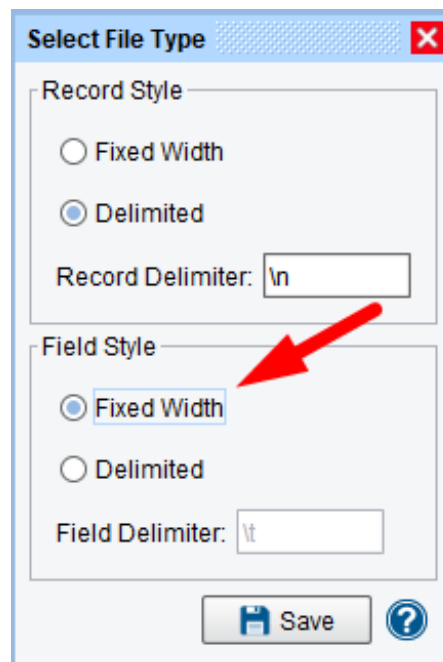 Select File Type
Record Style
Fixed Width
Delimited
Record Delimiter: \n
Field Style
Fixed Width
Delimited
Field Delimiter: \t
Save ?